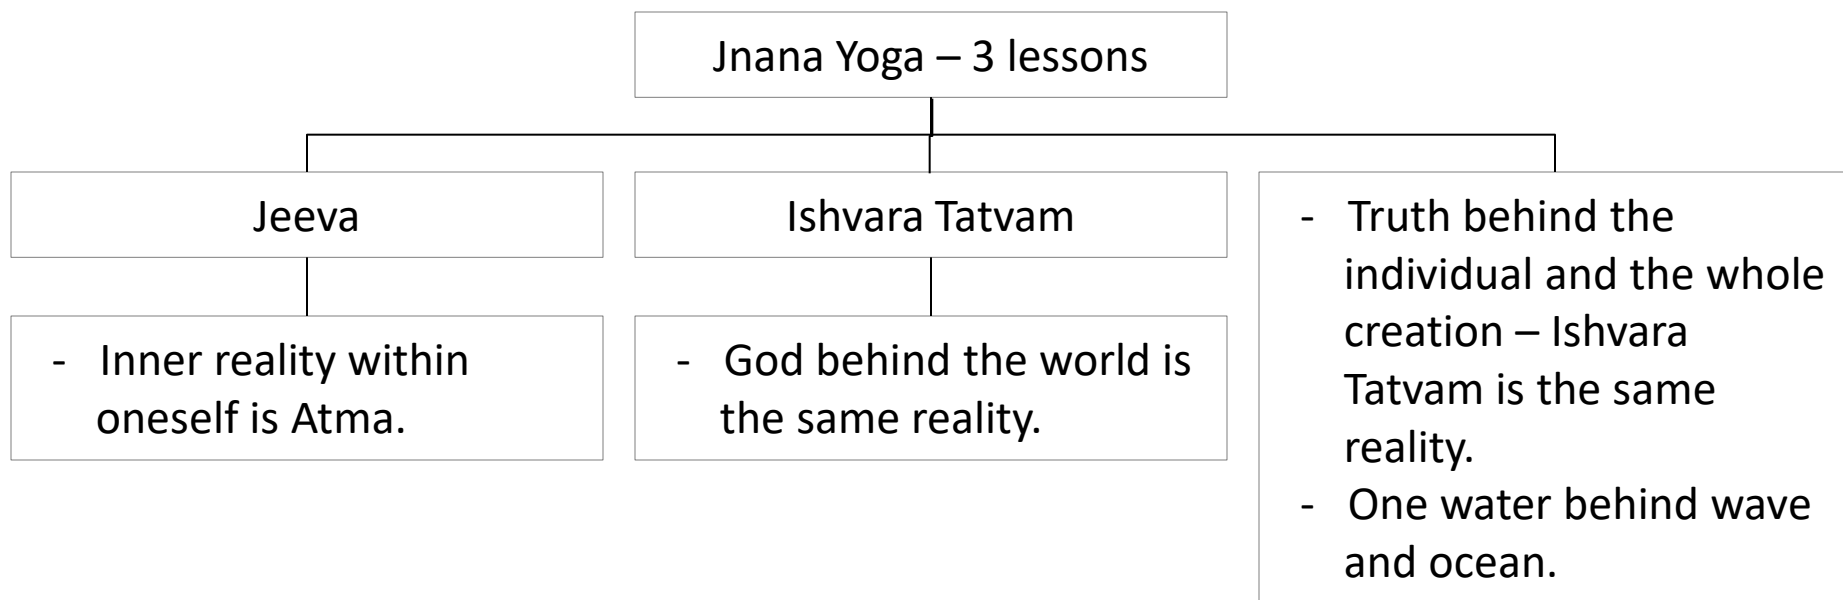 Jnana Yoga – 3 lessons
Jeeva
- Inner reality within
oneself is Atma.
Ishvara Tatvam
- God behind the world is
the same reality.
- Truth behind the
individual and the whole
creation – Ishvara
Tatvam is the same
reality.
- One water behind wave
and ocean.